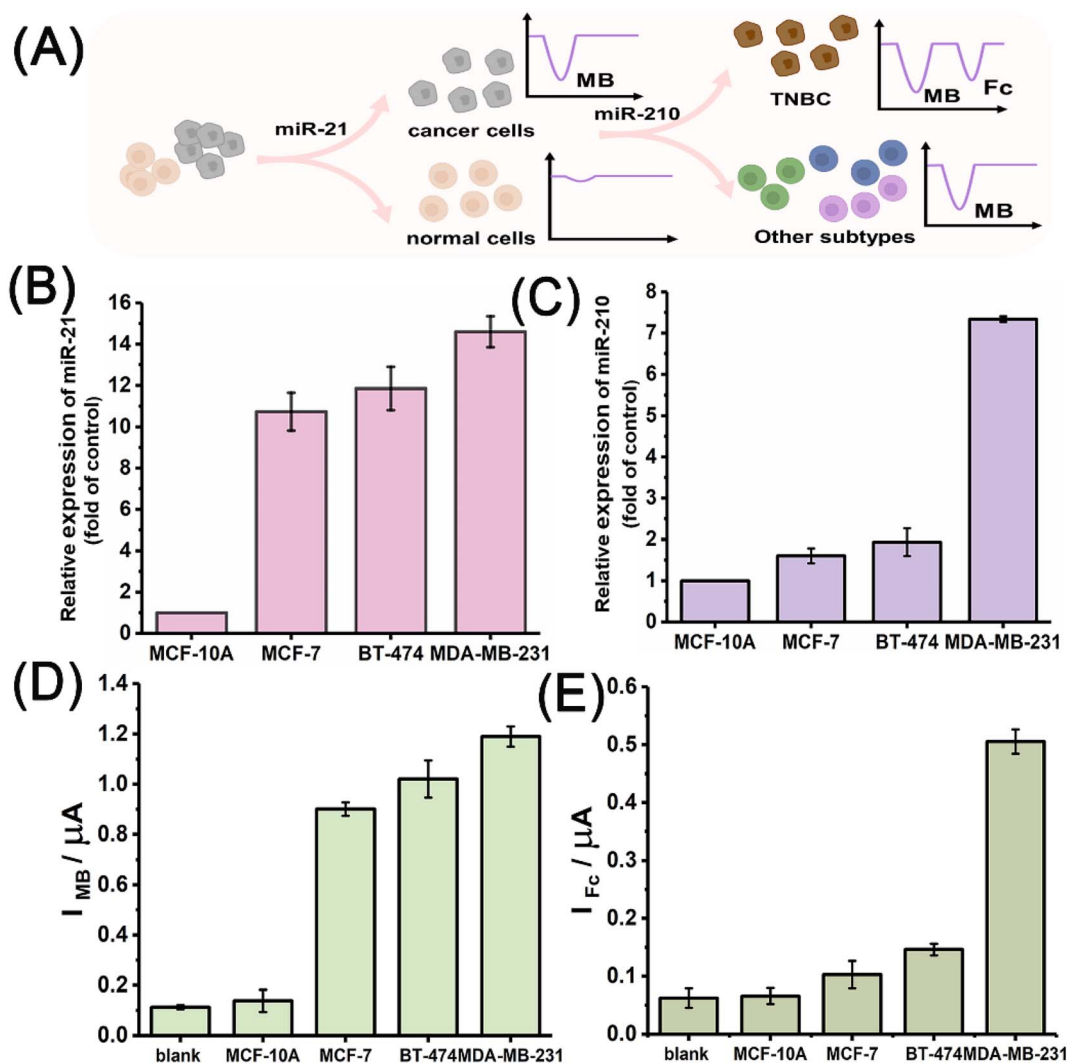 (A)
miR-21
MB
cancer cells
normal cells
miR-210
TNBC
MB
Fc
Other subtypes
MB
(B)
Relative expression of miR-21
(fold of control)
16
14
12
10
8
6
4
2
1
0
MCF-10A MCF-7 BT-474 MDA-MB-231
(C)
Relative expression of miR-210
(fold of control)
8
7
6
5
4
3
2
1
0
MCF-10A MCF-7 BT-474 MDA-MB-231
(D)
I MB / μA
1.4
1.2
1.0
0.8
0.6
0.4
0.2
0.0
blank MCF-10A MCF-7 BT-474 MDA-MB-231
(E)
I Fc / μA
0.6
0.5
0.4
0.3
0.2
0.1
0.0
blank MCF-10A MCF-7 BT-474 MDA-MB-231